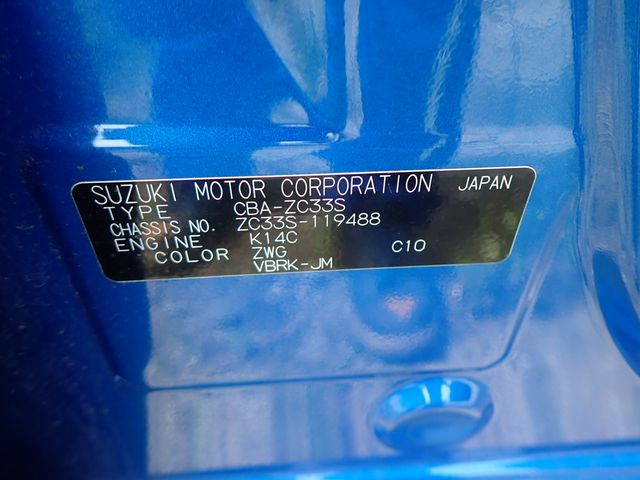 SUZUKI MOTOR CORPORATION JAPAN
TYPE CBA-ZC33S
CHASSIS NO. ZC33S-119488
ENGINE K14C
COLOR ZWG C10
VBRK-JM